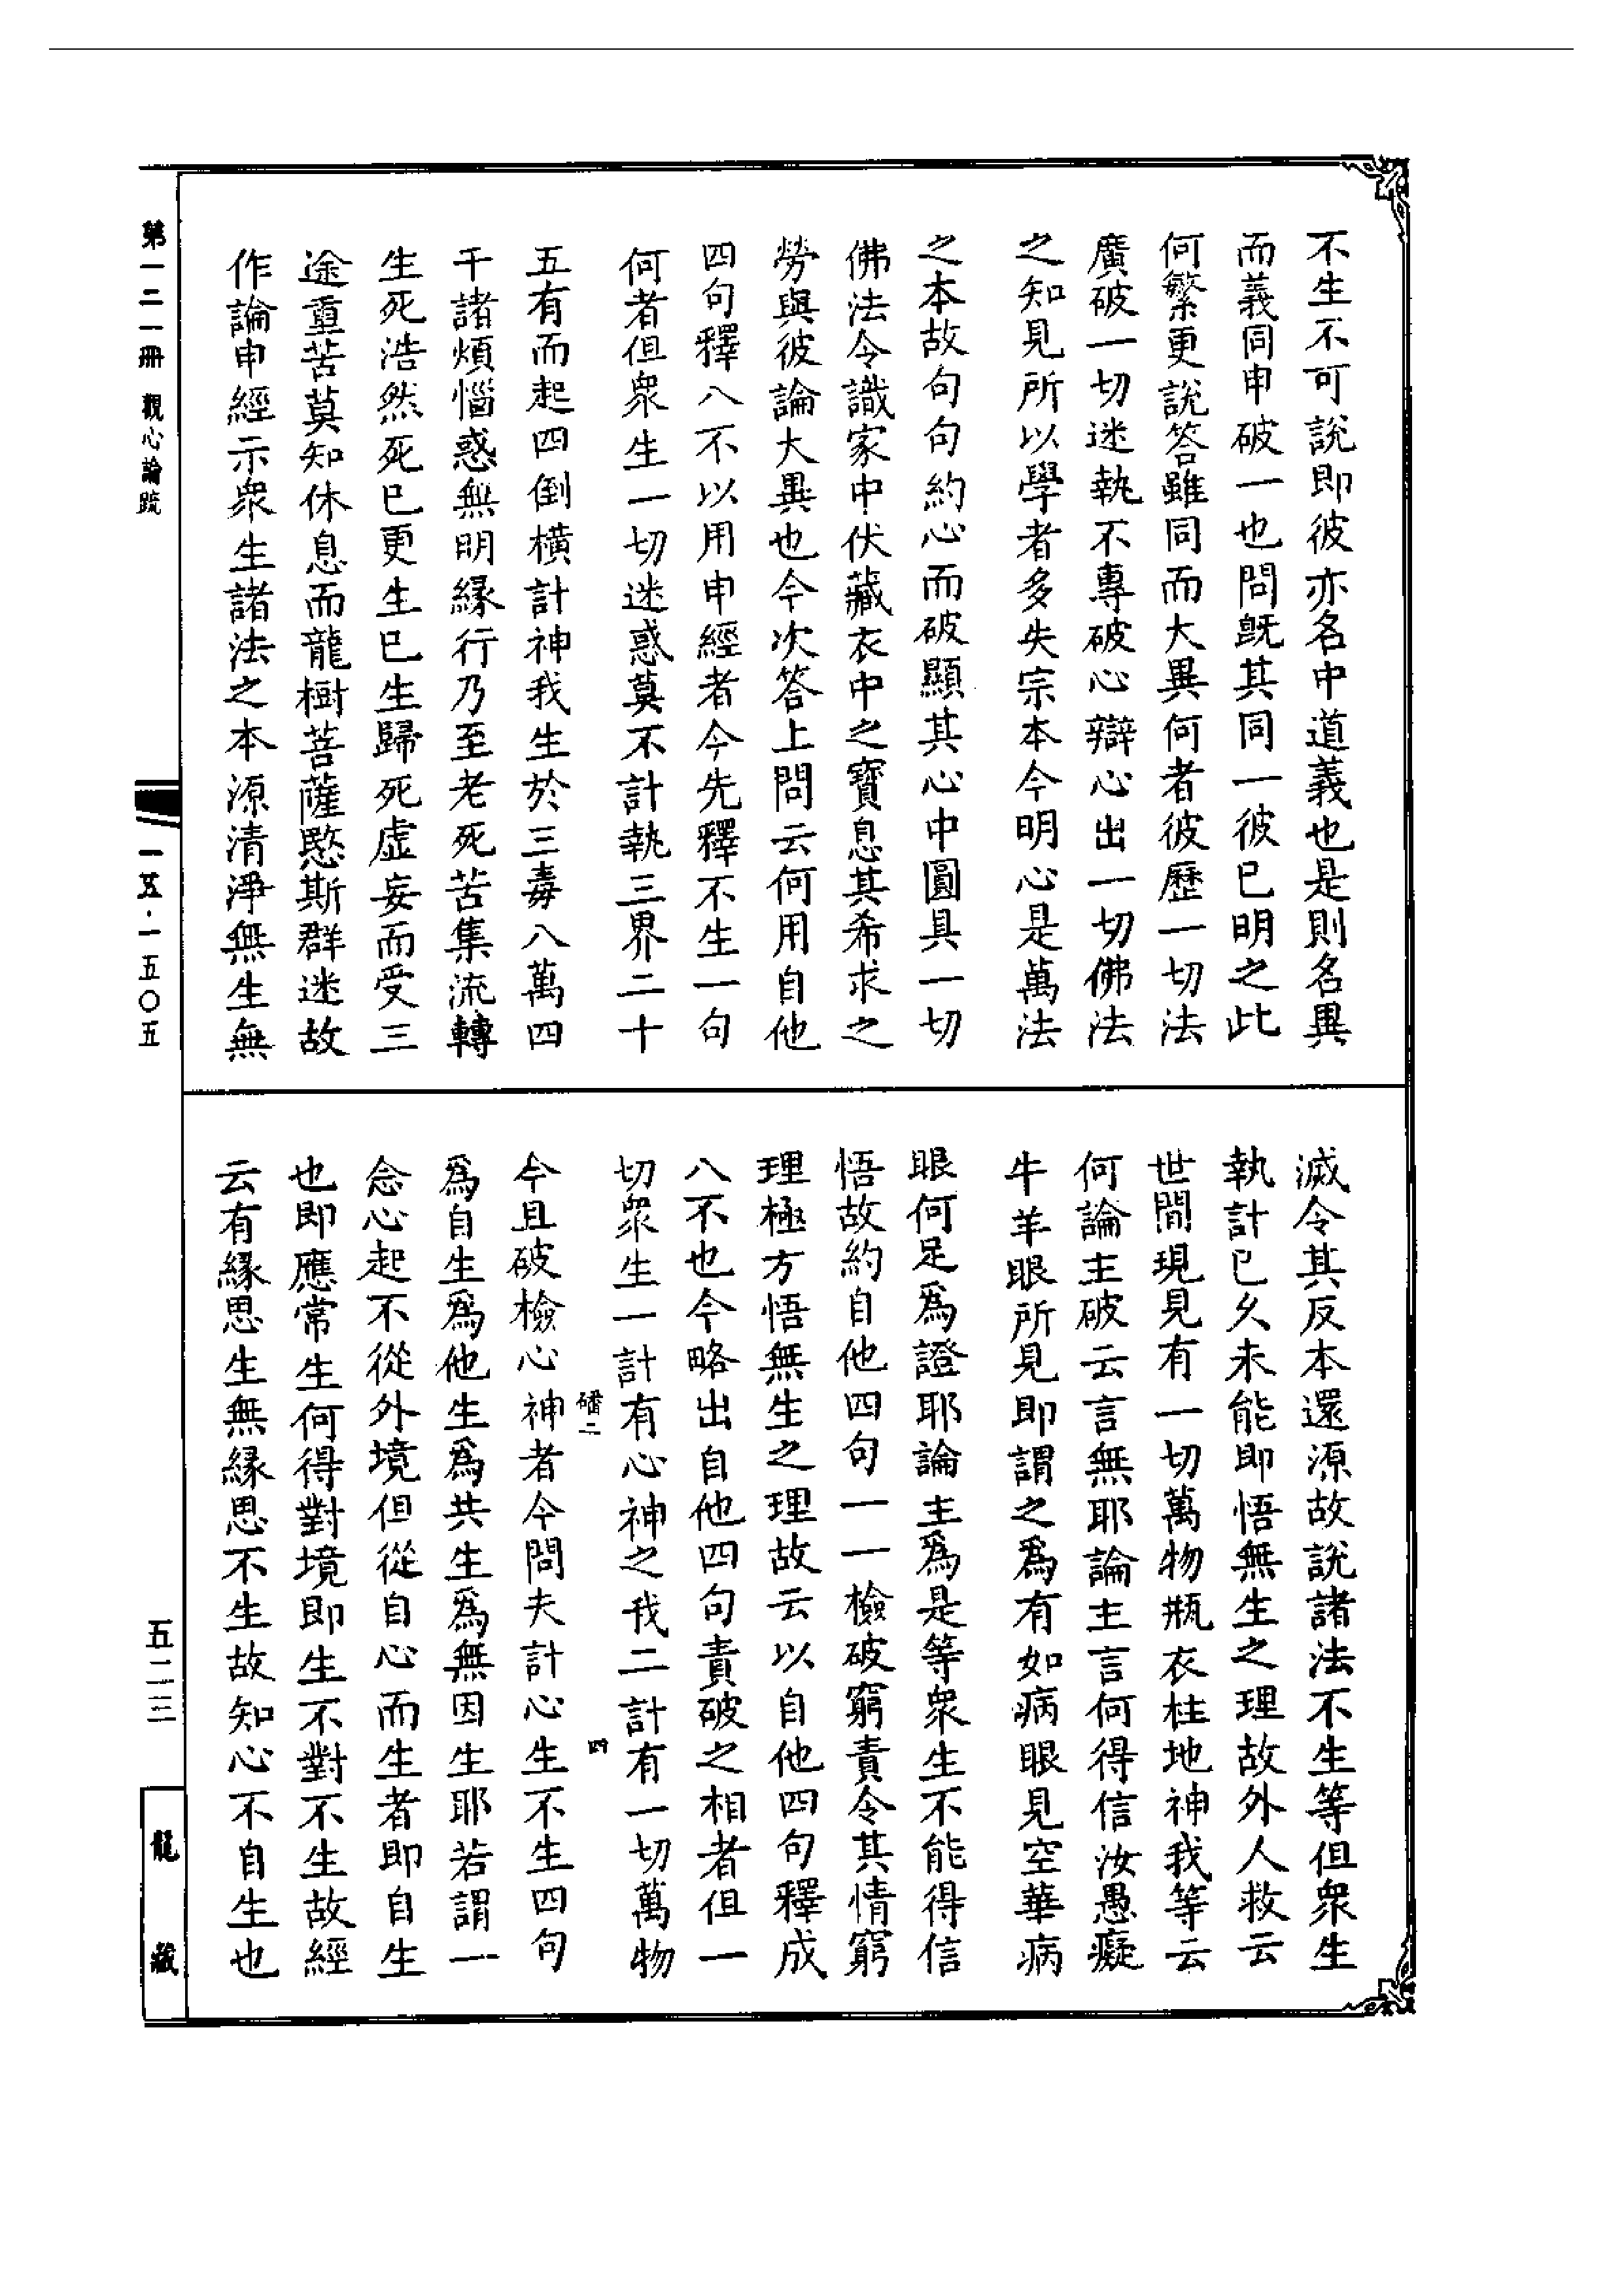 不生不可說即彼亦名中道義也是則名異
而義同申破一也問既其同一彼已明之此
何繁更說答雖同而大異何者彼歷一切法
廣破一切迷執不專破心辯心出一切佛法
之知見所以學者多失宗本今明心是萬法
之本故句句約心而破顯其心中圓具一切
佛法令識家中伏藏衣中之寶息其希求之
勞與彼論大異也今次答上問云何用自他
四句釋八不以用申經者今先釋不生一句
何者但衆生一切迷惑莫不計執三界二十
五有而起四倒橫計神我生於三毒八萬四
千諸煩惱惑無明緣行乃至老死苦集流轉
生死浩然死已更生已生歸死虛妄而受三
途重苦莫知休息而龍樹菩薩愍斯群迷故
作論申經示衆生諸法之本源清淨無生無
滅令其反本還源故說諸法不生等但衆生
執計已久未能即悟無生之理故外人救云
世間現見有一切萬物瓶衣柱地神我等云
何論主破云言無耶論主言何得信汝愚癡
牛羊眼所見即謂之爲有如病眼見空華病
眼何足爲證耶論主爲是等衆生不能得信
悟故約自他四句一一檢破窮責令其情窮
理極方悟無生之理故云以自他四句釋成
八不也今略出自他四句責破之相者但一
切衆生一計有心神之我二計有一切萬物
磻二 四
今且破檢心神者今問夫計心生不生四句
爲自生爲他生爲共生爲無因生耶若謂一
念心起不從外境但從自心而生者即自生
也即應常生何得對境即生不對不生故經
云有緣思生無緣思不生故知心不自生也
第一二一冊 觀心論疏
一五·一五〇五
五二三
龍藏